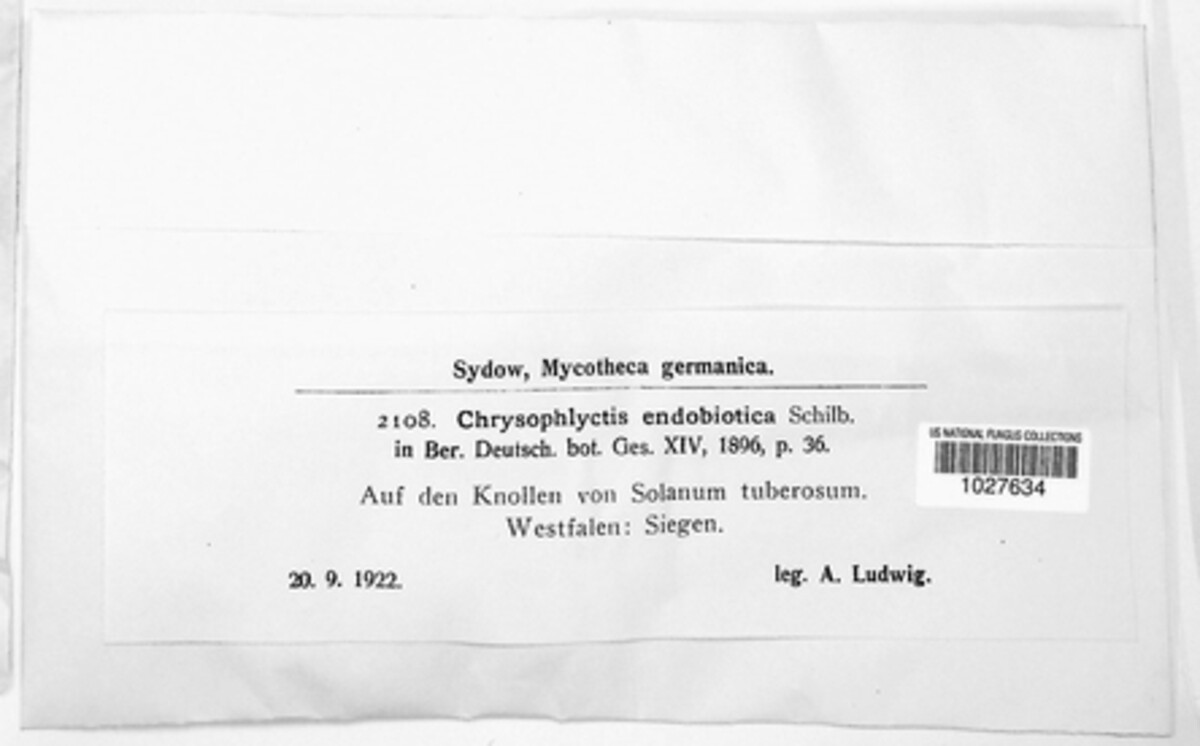 Sydow, Mycotheca germanica.
2108. Chrysophlyctis endobiotica Schilb.
in Ber. Deutsch. bot. Ges. XIV, 1896, p. 36.
Auf den Knollen von Solanum tuberosum.
Westfalen: Siegen.
20. 9. 1922.
leg. A. Ludwig.
US NATIONAL FUNGUS COLLECTIONS
1027634